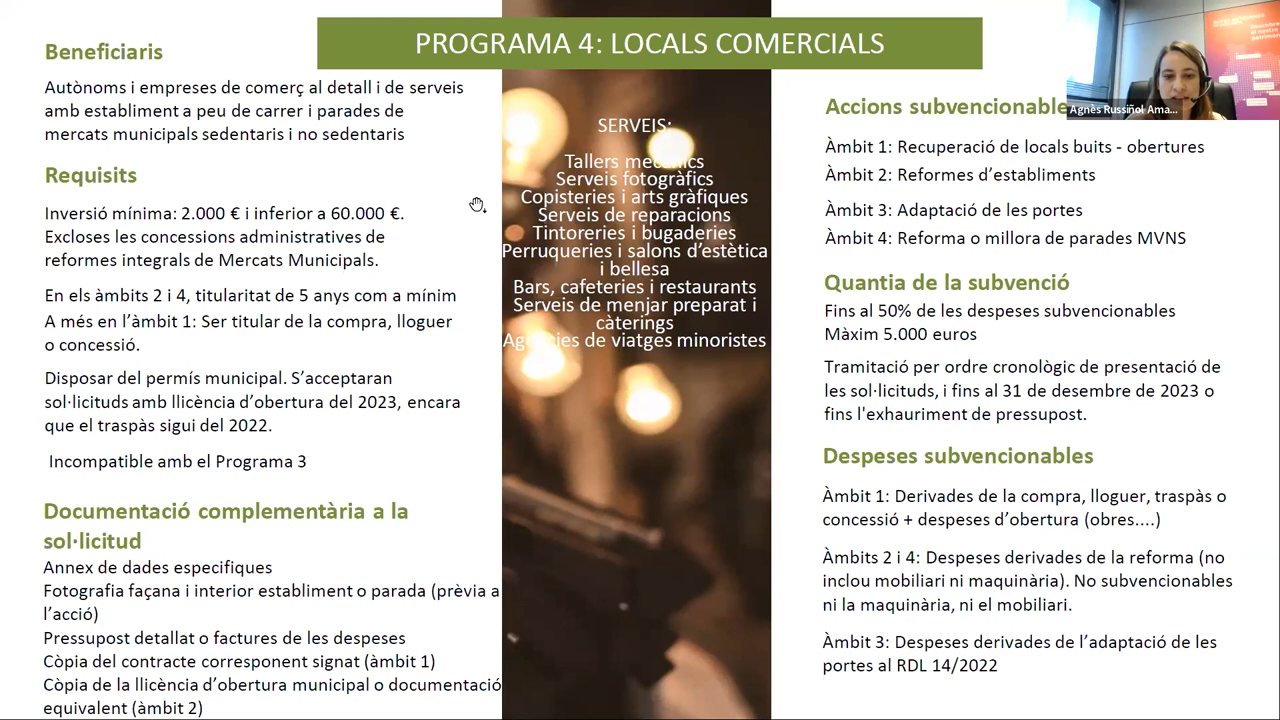 PROGRAMA 4: LOCALS COMERCIALS
Beneficiaris
Autònoms i empreses de comerç al detall i de serveis
amb establiment a peu de carrer i parades de
mercats municipals sedentaris i no sedentaris
Requisits
Inversió mínima: 2.000 € i inferior a 60.000 €.
Excloses les concessions administratives de
reformes integrals de Mercats Municipals.
En els àmbits 2 i 4, titularitat de 5 anys com a mínim
A més en l’àmbit 1: Ser titular de la compra, lloguer
o concessió.
Disposar del permís municipal. S’acceptaran
sol·licituds amb llicència d’obertura del 2023, encara
que el traspàs sigui del 2022.
Incompatible amb el Programa 3
Documentació complementària a la
sol·licitud
Annex de dades especifiques
Fotografia façana i interior establiment o parada (prèvia a
l’acció)
Pressupost detallat o factures de les despeses
Còpia del contracte corresponent signat (àmbit 1)
Còpia de la llicència d’obertura municipal o documentació
equivalent (àmbit 2)
SERVEIS:
Tallers mecànics
Serveis fotogràfics
Copisteries i arts gràfiques
Serveis de reparacions
Tintoreries i bugaderies
Perruqueries i salons d’estètica
i bellesa
Bars, cafeteries i restaurants
Serveis de menjar preparat i
càterings
Agències de viatges minoristes
Accions subvencionable
Àmbit 1: Recuperació de locals buits - obertures
Àmbit 2: Reformes d’establiments
Àmbit 3: Adaptació de les portes
Àmbit 4: Reforma o millora de parades MVNS
Quantia de la subvenció
Fins al 50% de les despeses subvencionables
Màxim 5.000 euros
Tramitació per ordre cronològic de presentació de
les sol·licituds, i fins al 31 de desembre de 2023 o
fins l'exhauriment de pressupost.
Despeses subvencionables
Àmbit 1: Derivades de la compra, lloguer, traspàs o
concessió + despeses d’obertura (obres....)
Àmbits 2 i 4: Despeses derivades de la reforma (no
inclou mobiliari ni maquinària). No subvencionables
ni la maquinària, ni el mobiliari.
Àmbit 3: Despeses derivades de l’adaptació de les
portes al RDL 14/2022
Agnès Russiñol Ama...